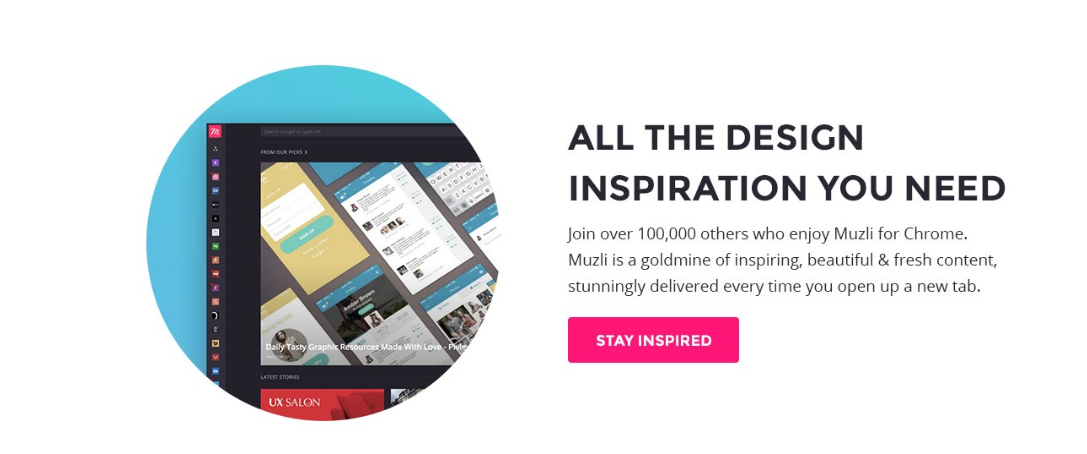 Search Google or type URL
FROM OUR PICKS >
SIGN UP
Login
Amber Brown
Daily Tasty Graphic Resources Made With Love - Pixle
LATEST STORIES
UX SALON
ALL THE DESIGN
INSPIRATION YOU NEED
Join over 100,000 others who enjoy Muzli for Chrome.
Muzli is a goldmine of inspiring, beautiful & fresh content,
stunningly delivered every time you open up a new tab.
STAY INSPIRED